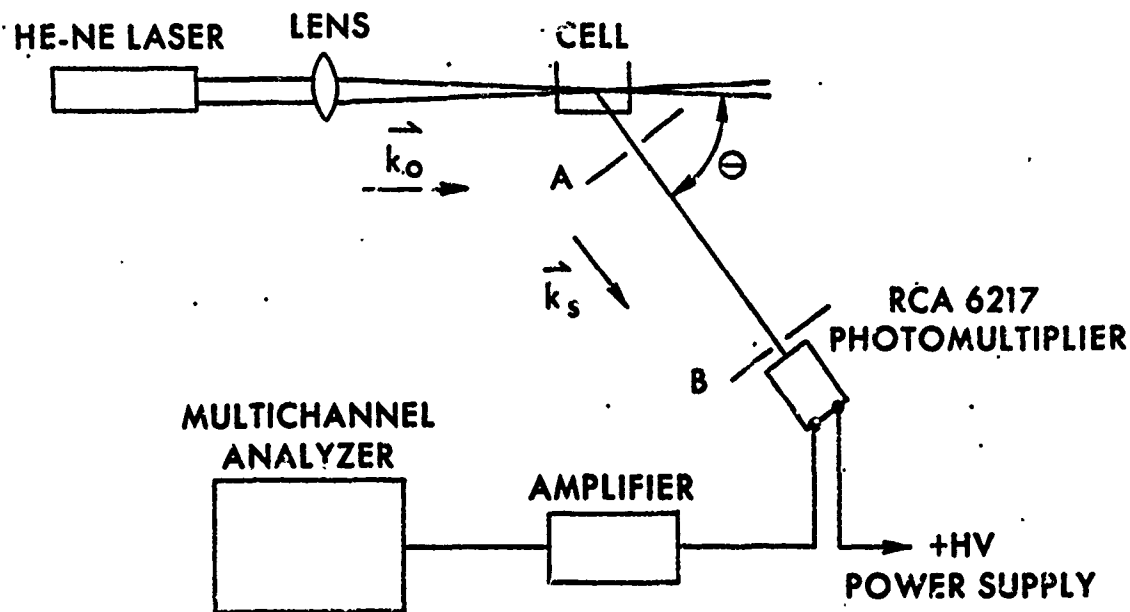 HE-NE LASER
LENS
CELL
k₀
A
Θ
kₛ
RCA 6217
PHOTOMULTIPLIER
B
MULTICHANNEL
ANALYZER
AMPLIFIER
+HV
POWER SUPPLY